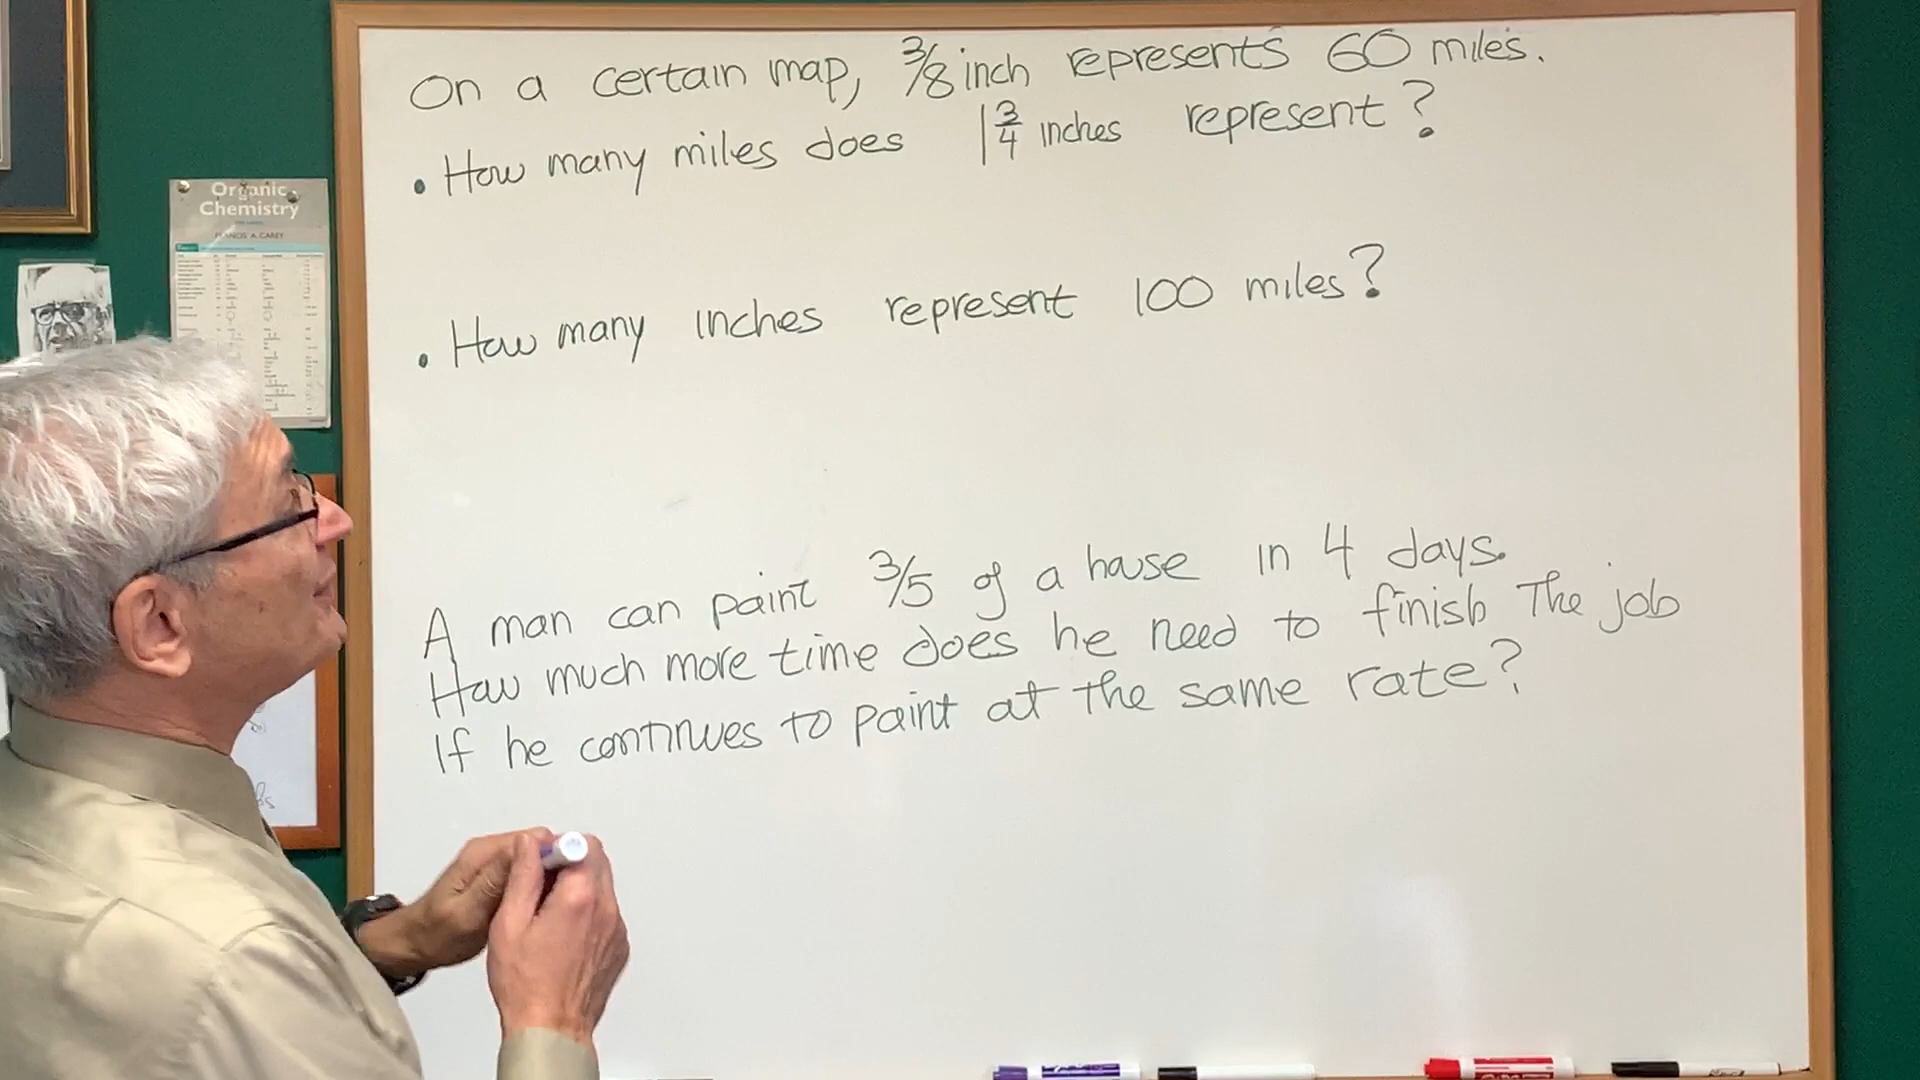 On a certain map, 3/8 inch represents 60 miles.
• How many miles does 1 3/4 inches represent?
Organic
Chemistry
FRANCIS A. CAREY
• How many inches represent 100 miles?
A man can paint 3/5 of a house in 4 days.
How much more time does he need to finish The job
If he continues to paint at the same rate?